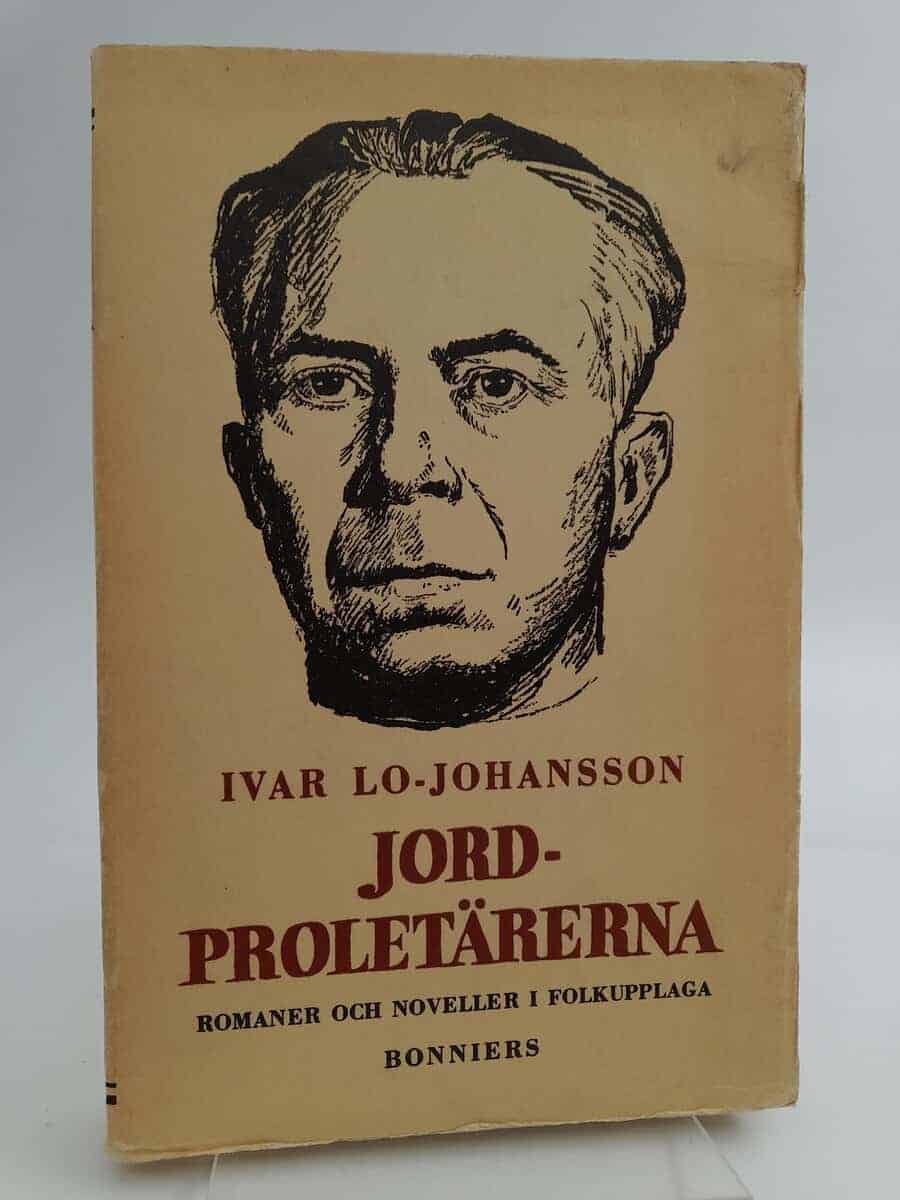 IVAR LO-JOHANSSON
JORD-
PROLETÄRERNA
ROMANER OCH NOVELLER I FOLKUPPLAGA
BONNIERS